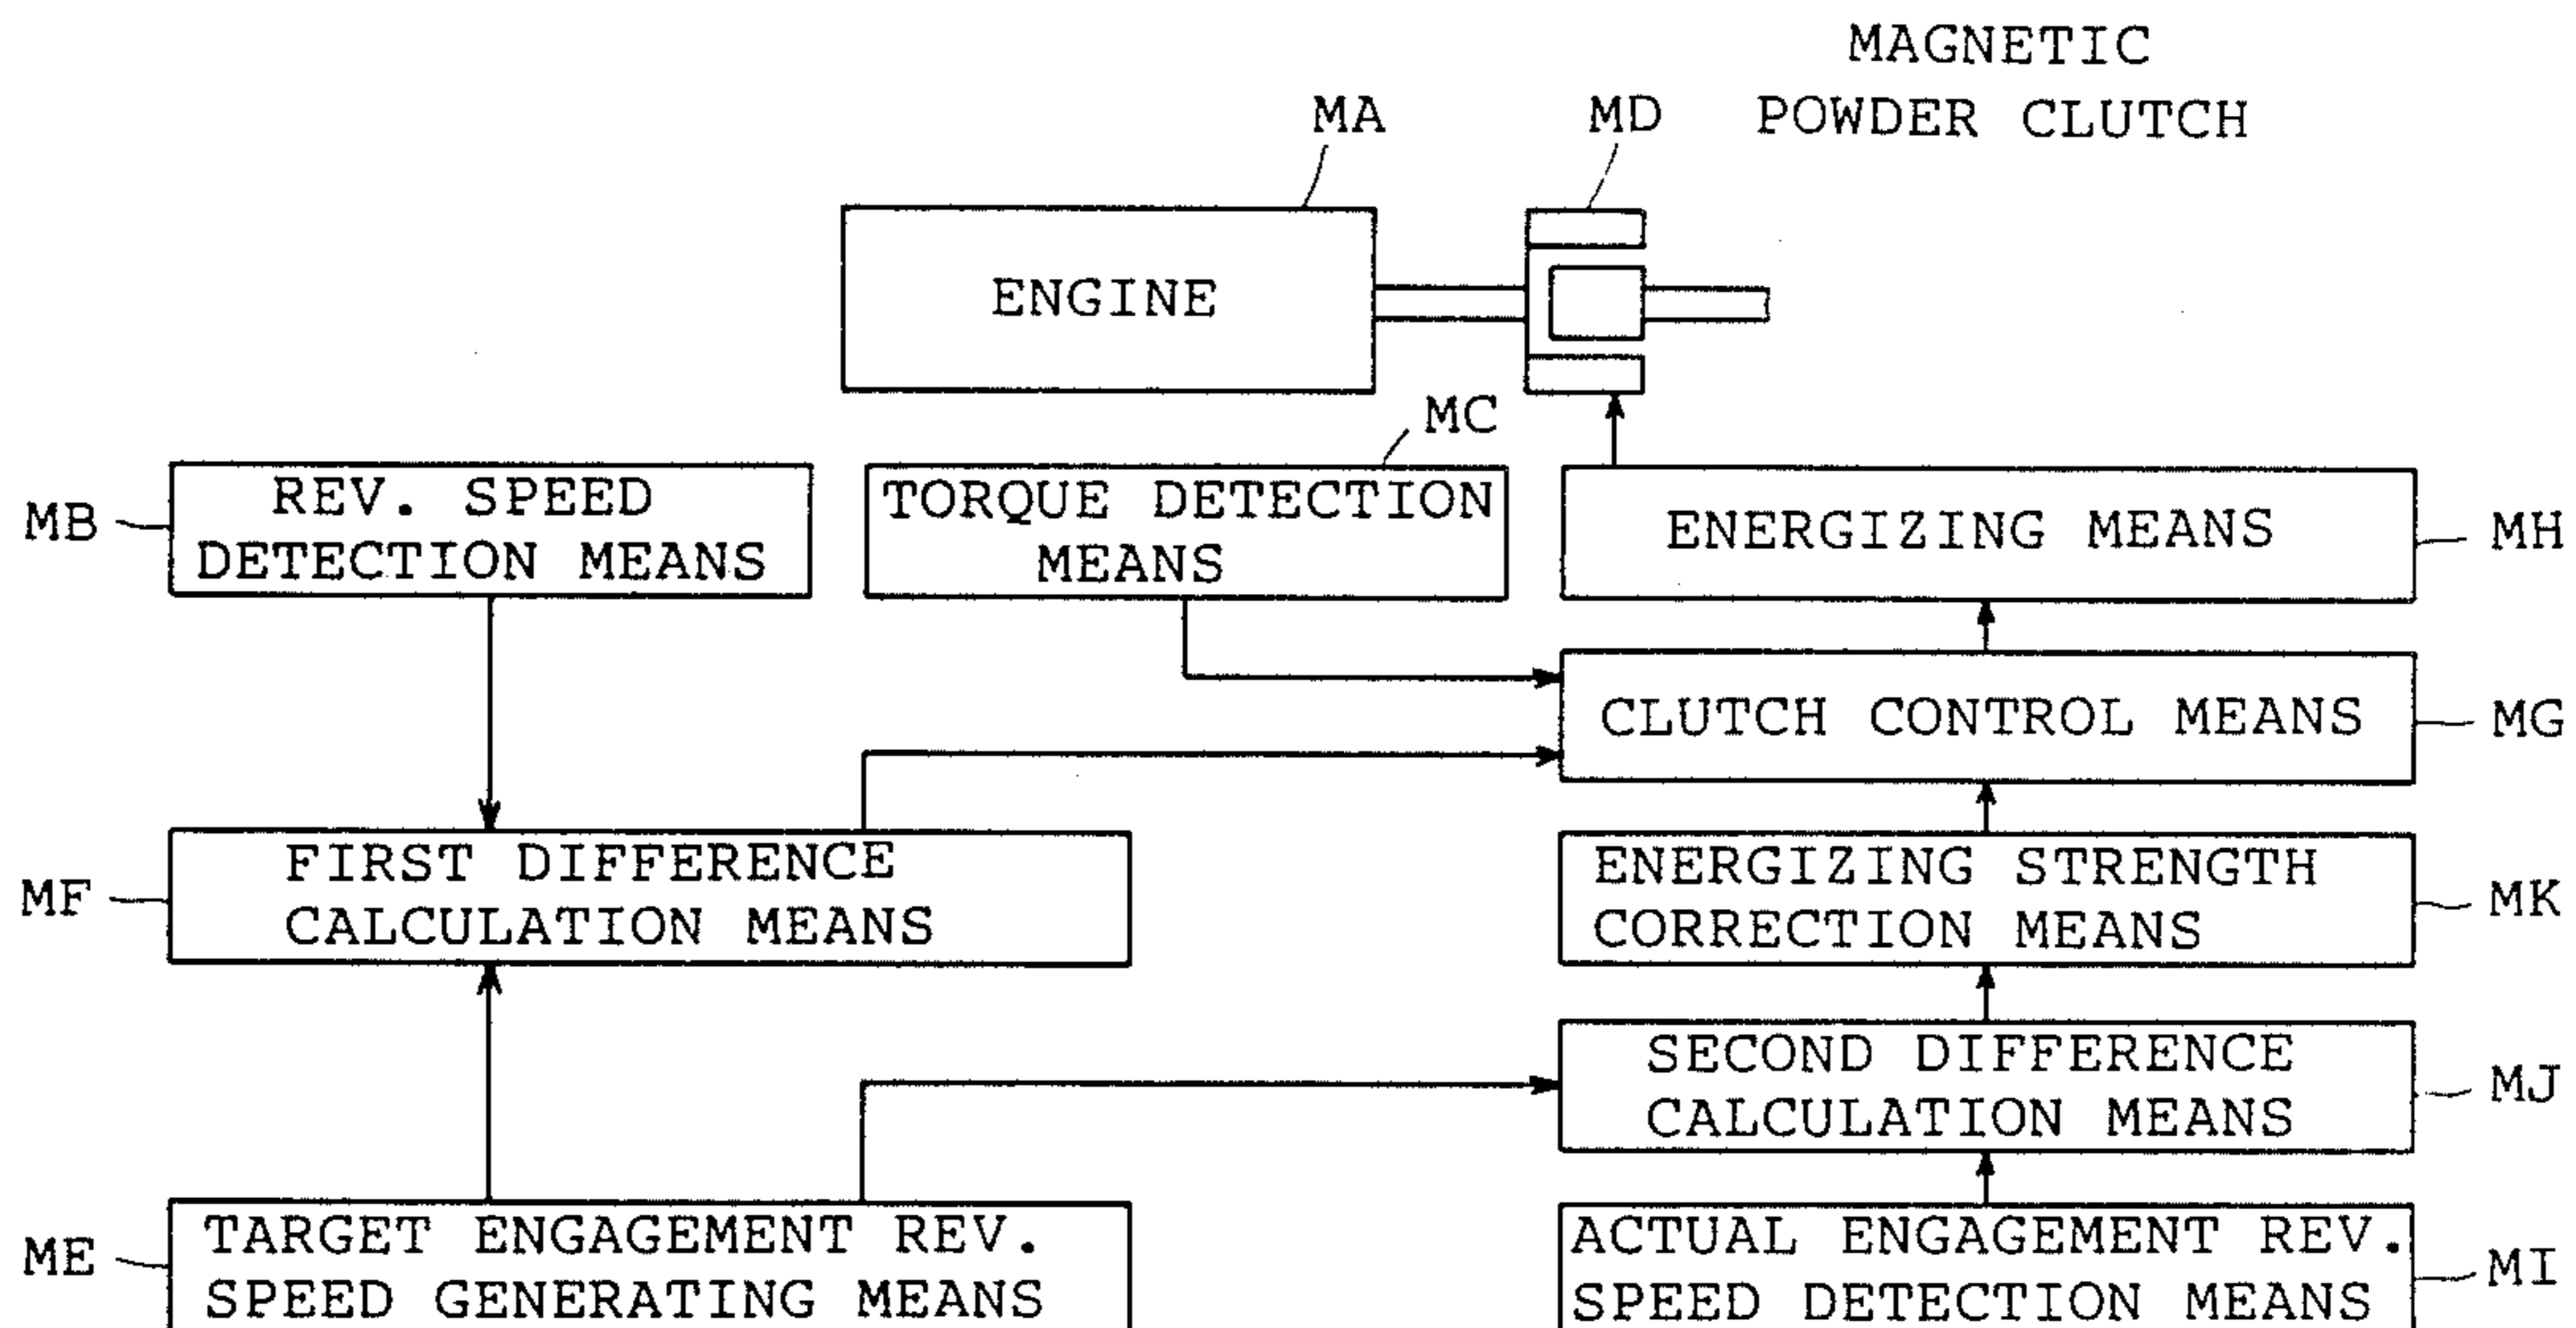 MAGNETIC
MA MD POWDER CLUTCH
ENGINE
MC
MB REV. SPEED
DETECTION MEANS
TORQUE DETECTION
MEANS
ENERGIZING MEANS MH
CLUTCH CONTROL MEANS MG
MF FIRST DIFFERENCE
CALCULATION MEANS
ENERGIZING STRENGTH
CORRECTION MEANS MK
SECOND DIFFERENCE
CALCULATION MEANS MJ
ME TARGET ENGAGEMENT REV.
SPEED GENERATING MEANS
ACTUAL ENGAGEMENT REV.
SPEED DETECTION MEANS MI